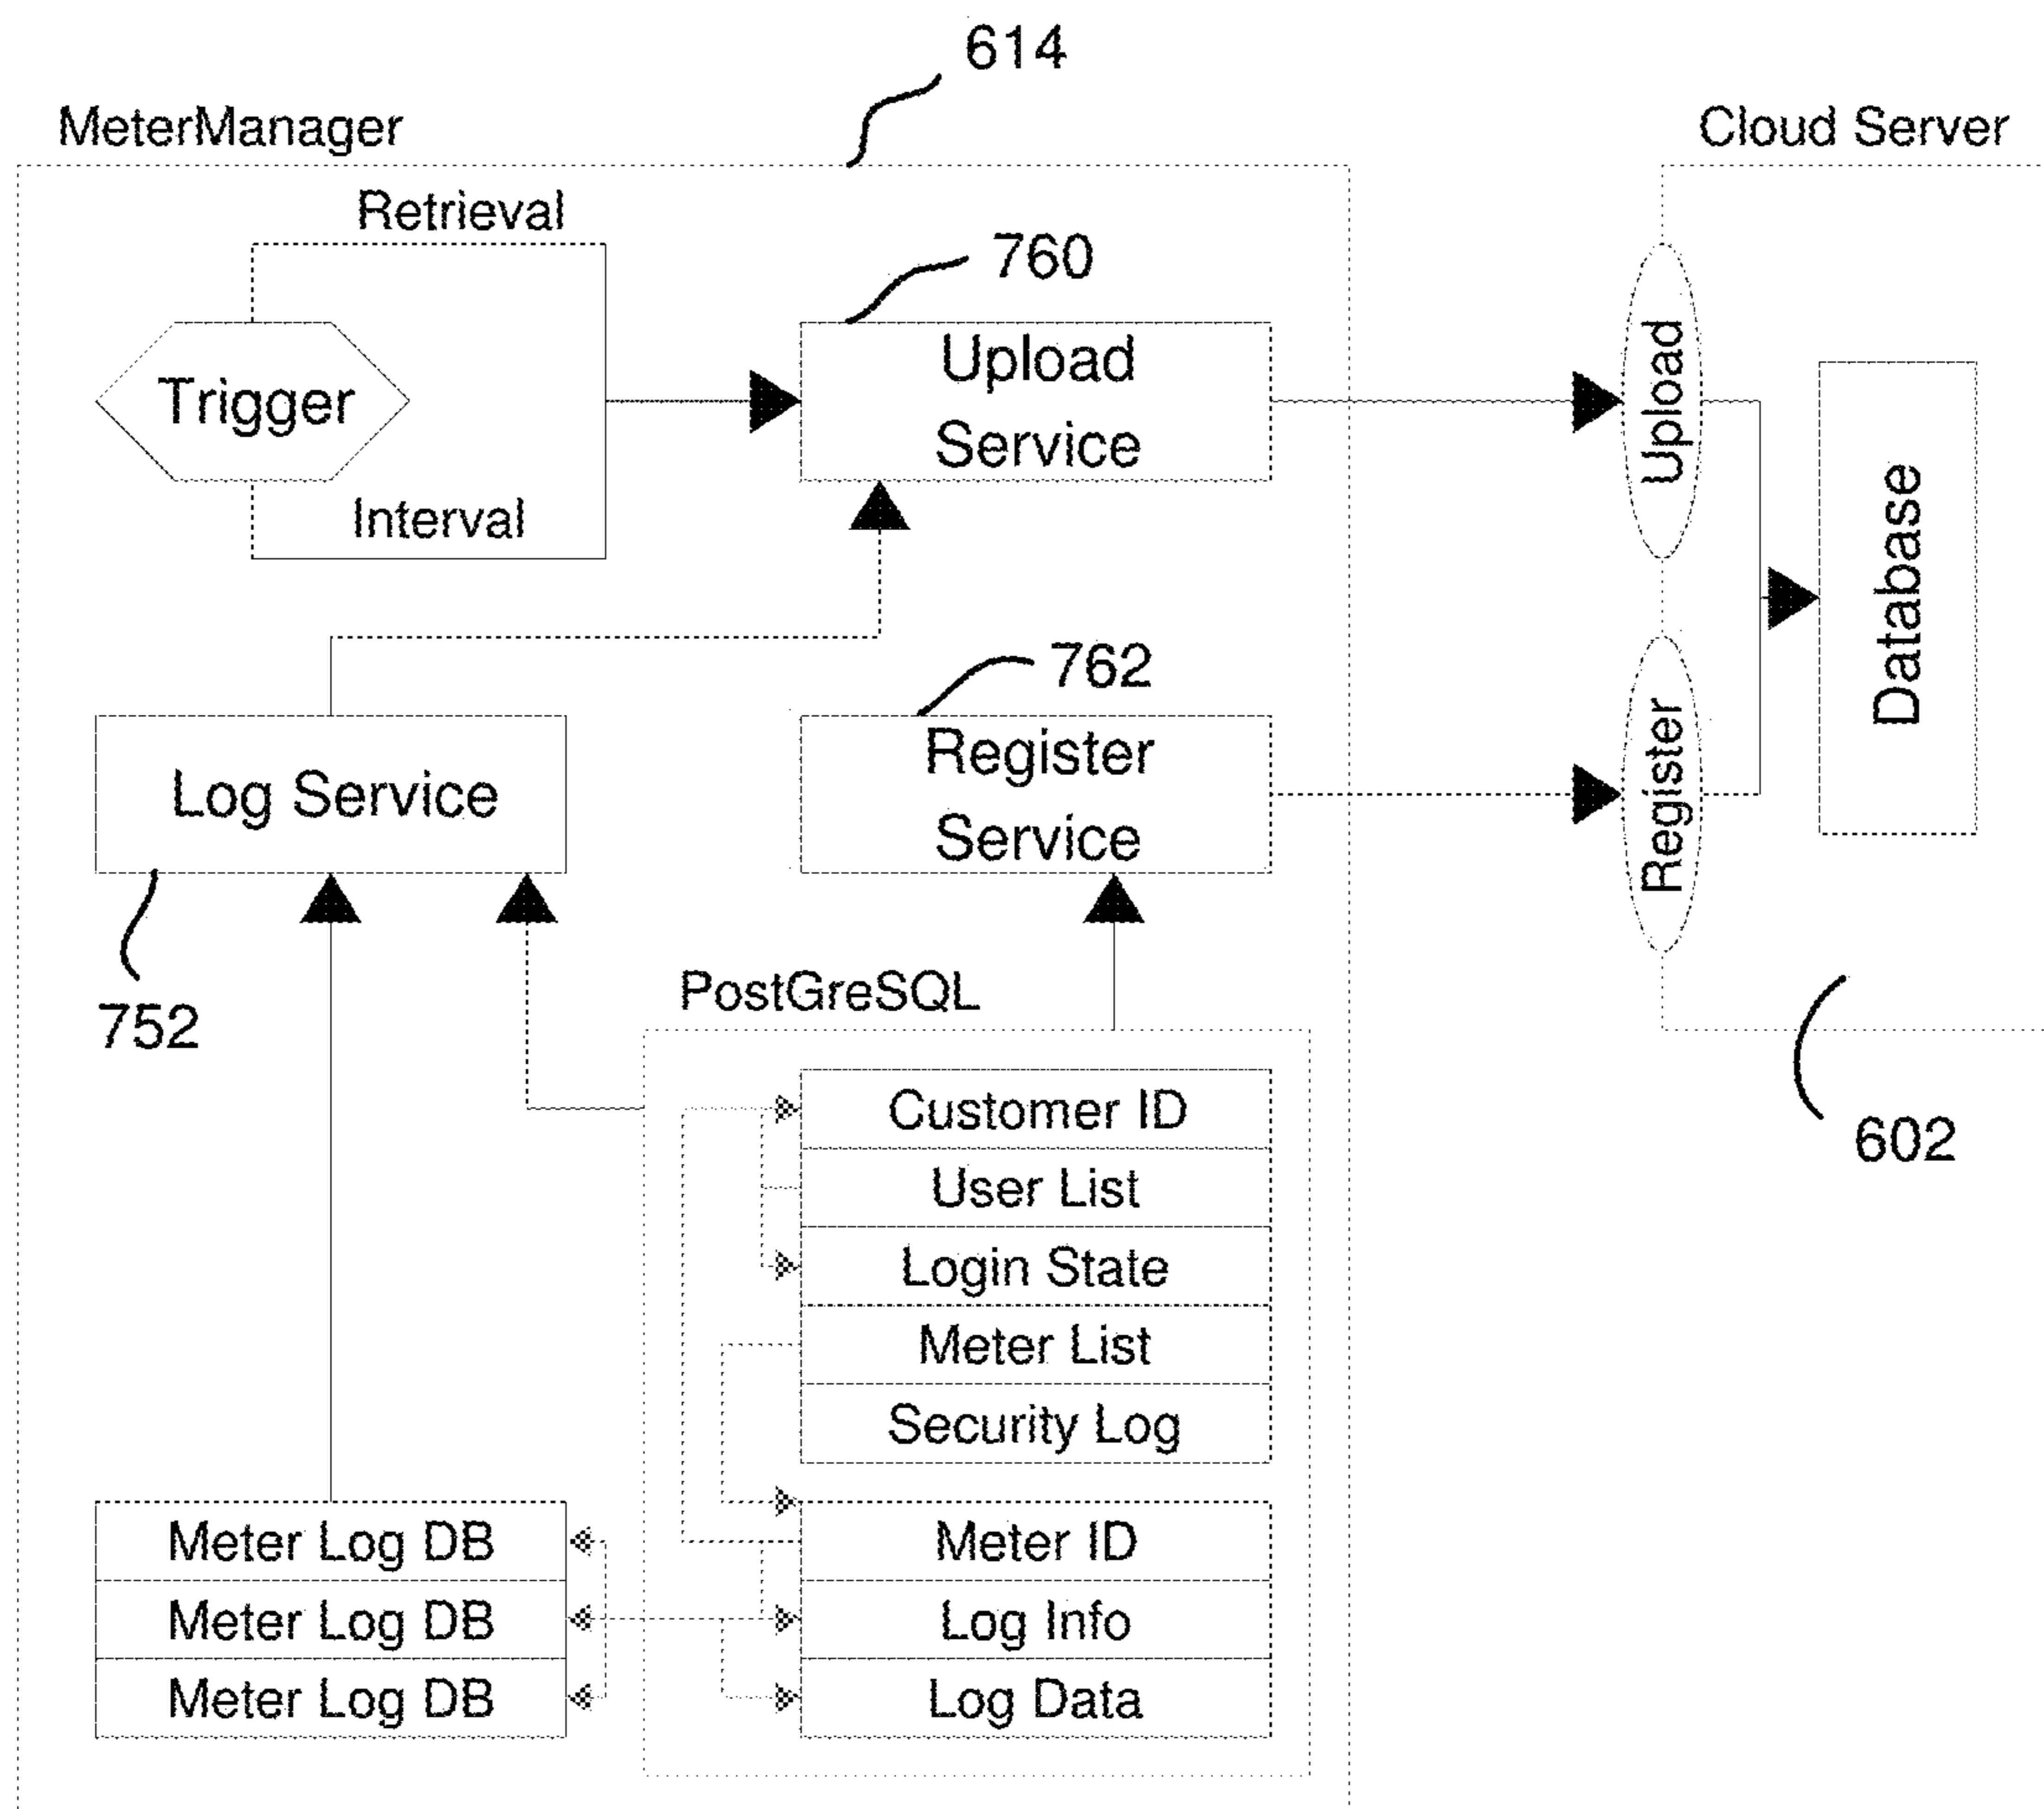 614
MeterManager
Cloud Server
Retrieval
760
Trigger
Upload
Service
Interval
Upload
Database
762
Log Service
Register
Service
Register
752
PostGreSQL
602
Customer ID
User List
Login State
Meter List
Security Log
Meter Log DB
Meter Log DB
Meter Log DB
Meter ID
Log Info
Log Data